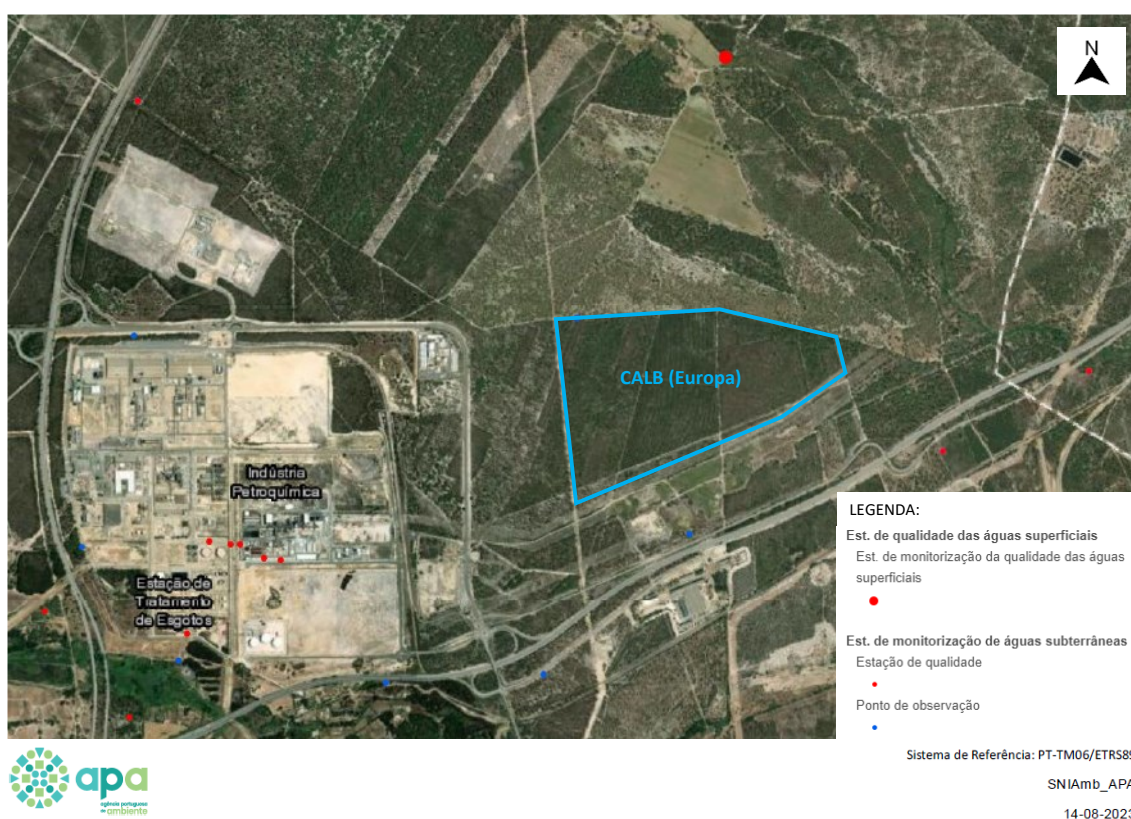 N
CALB (Europa)
Indústria
Petroquímica
Estação de
Tratamento
de Esgotos
LEGENDA:
Est. de qualidade das águas superficiais
Est. de monitorização da qualidade das águas
superficiais
Est. de monitorização de águas subterrâneas
Estação de qualidade
Ponto de observação
apa
agência portuguesa
do ambiente
Sistema de Referência: PT-TM06/ETRS89
SNIAmb_APA
14-08-2023